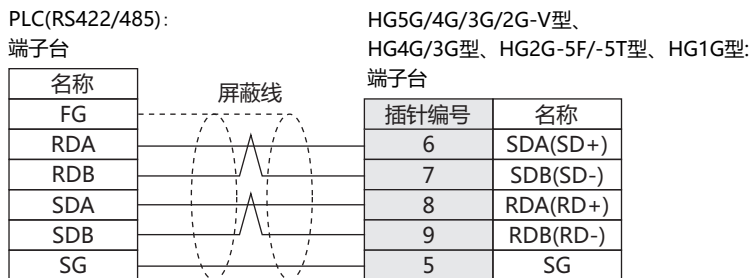 PLC(RS422/485)：
端子台
HG5G/4G/3G/2G-V型、
HG4G/3G型、HG2G-5F/-5T型、HG1G型:
端子台
屏蔽线
名称
FG
RDA
RDB
SDA
SDB
SG
插针编号 名称
6 SDA(SD+)
7 SDB(SD-)
8 RDA(RD+)
9 RDB(RD-)
5 SG